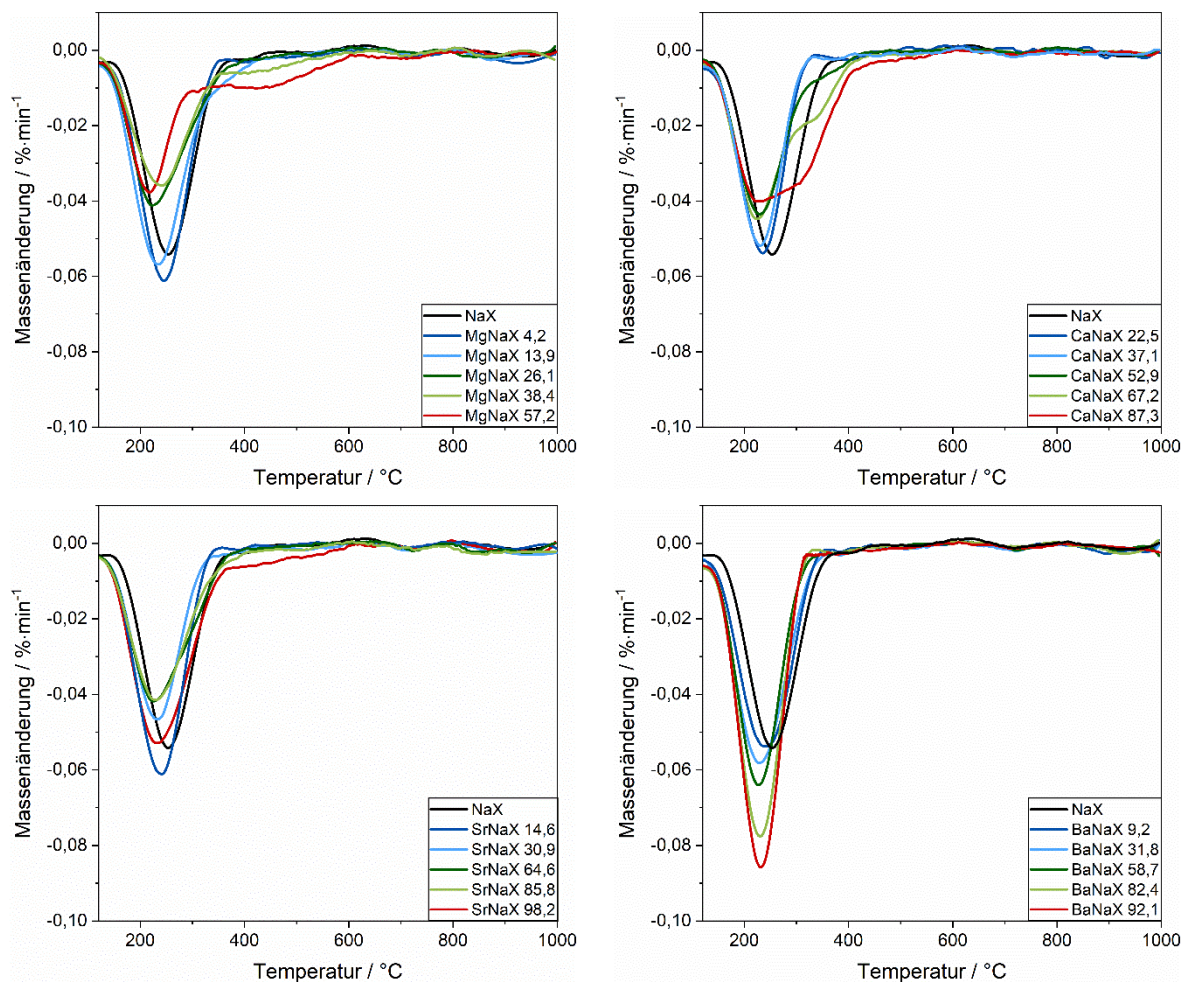 0,00
-0,02
-0,04
-0,06
-0,08
-0,10
Massenänderung / %·min⁻¹
200 400 600 800 1000
Temperatur / °C
NaX
MgNaX 4,2
MgNaX 13,9
MgNaX 26,1
MgNaX 38,4
MgNaX 57,2
0,00
-0,02
-0,04
-0,06
-0,08
-0,10
Massenänderung / %·min⁻¹
200 400 600 800 1000
Temperatur / °C
NaX
CaNaX 22,5
CaNaX 37,1
CaNaX 52,9
CaNaX 67,2
CaNaX 87,3
0,00
-0,02
-0,04
-0,06
-0,08
-0,10
Massenänderung / %·min⁻¹
200 400 600 800 1000
Temperatur / °C
NaX
SrNaX 14,6
SrNaX 30,9
SrNaX 64,6
SrNaX 85,8
SrNaX 98,2
0,00
-0,02
-0,04
-0,06
-0,08
-0,10
Massenänderung / %·min⁻¹
200 400 600 800 1000
Temperatur / °C
NaX
BaNaX 9,2
BaNaX 31,8
BaNaX 58,7
BaNaX 82,4
BaNaX 92,1